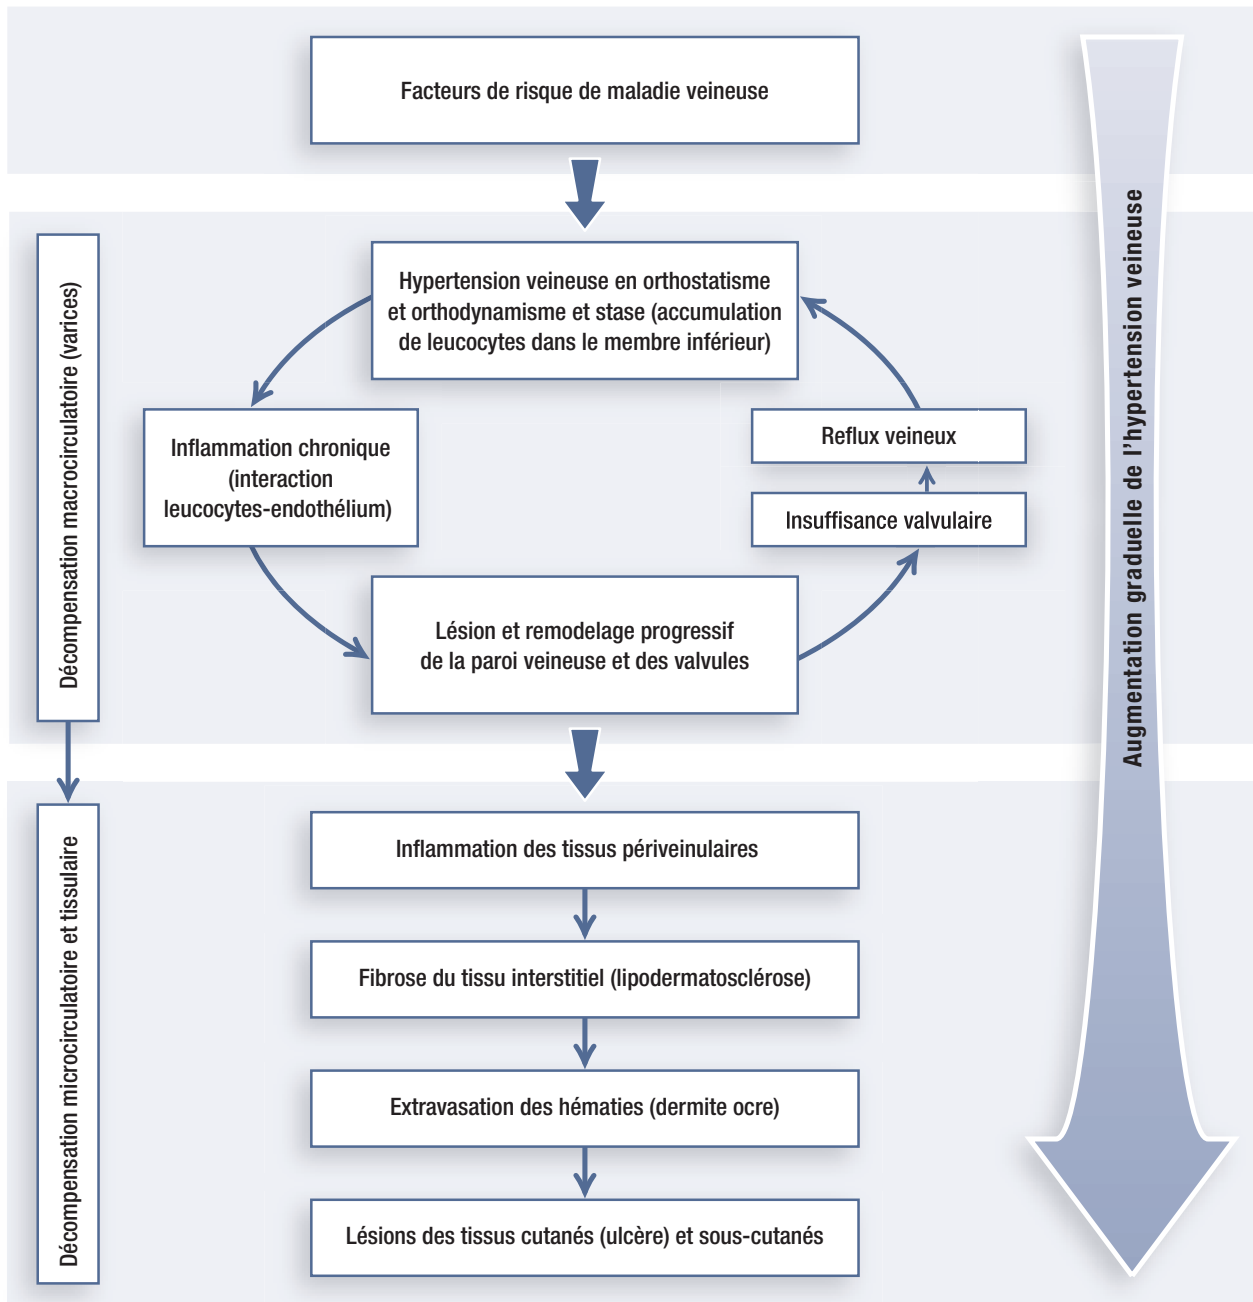 Facteurs de risque de maladie veineuse
Décompensation macrocirculatoire (varices)
Hypertension veineuse en orthostatisme
et orthodynamisme et stase (accumulation
de leucocytes dans le membre inférieur)
Inflammation chronique
(interaction
leucocytes-endothélium)
Reflux veineux
Insuffisance valvulaire
Lésion et remodelage progressif
de la paroi veineuse et des valvules
Augmentation graduelle de l'hypertension veineuse
Décompensation microcirculatoire et tissulaire
Inflammation des tissus périveinulaires
Fibrose du tissu interstitiel (lipodermatosclérose)
Extravasation des hématies (dermite ocre)
Lésions des tissus cutanés (ulcère) et sous-cutanés